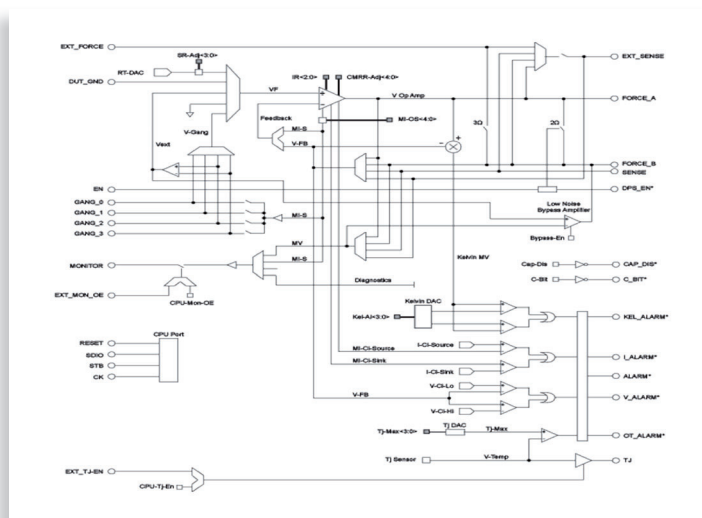 EXT_FORCE
SR-Adj<3:0>
RT-DAC
DUT_GND
IR<2:0>
CMRR-Adj<4:0>
EXT_SENSE
VF
V Op Amp
FORCE_A
Feedback
MI-S
MI-OS<4:0>
V-Gang
V-FB
3Ω
2Ω
FORCE_B
SENSE
EN
DPS_EN*
GANG_0
GANG_1
GANG_2
GANG_3
MI-S
Low Noise
Bypass Amplifier
Bypass-En
MV
MI-S
MONITOR
Kelvin MV
Cap-Dis
CAP_DIS*
C-Bit
C_BIT*
Diagnostics
EXT_MON_OE
CPU-Mon-OE
Kelvin DAC
Kel-Al<3:0>
KEL_ALARM*
CPU Port
RESET
SDIO
STB
CK
I-Cl-Source
MI-Cl-Source
MI-Cl-Sink
I-Cl-Sink
I_ALARM*
ALARM*
V-Cl-Lo
V-FB
V_ALARM*
V-Cl-Hi
Tj DAC
Tj-Max<3:0>
Tj-Max
OT_ALARM*
Tj Sensor
V-Temp
TJ
EXT_TJ-EN
CPU-Tj-En